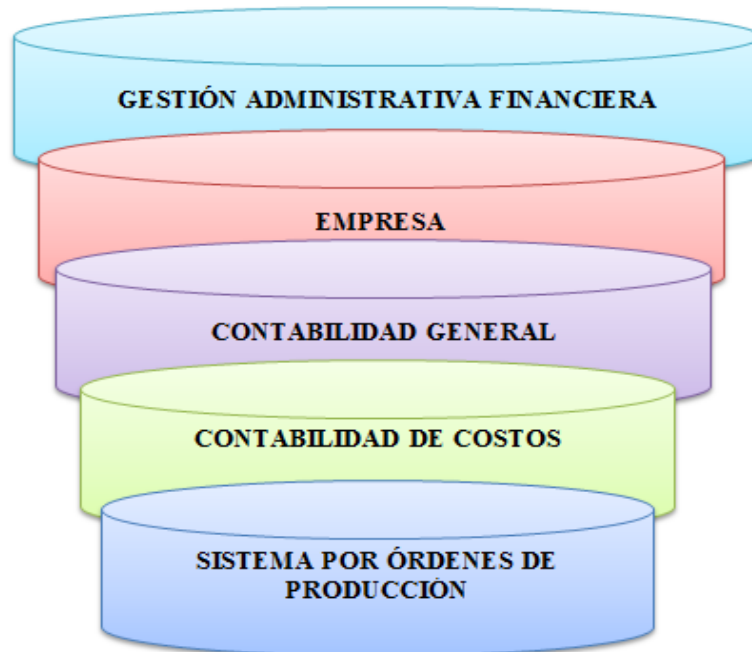 GESTIÓN ADMINISTRATIVA FINANCIERA
EMPRESA
CONTABILIDAD GENERAL
CONTABILIDAD DE COSTOS
SISTEMA POR ÓRDENES DE
PRODUCCIÓN